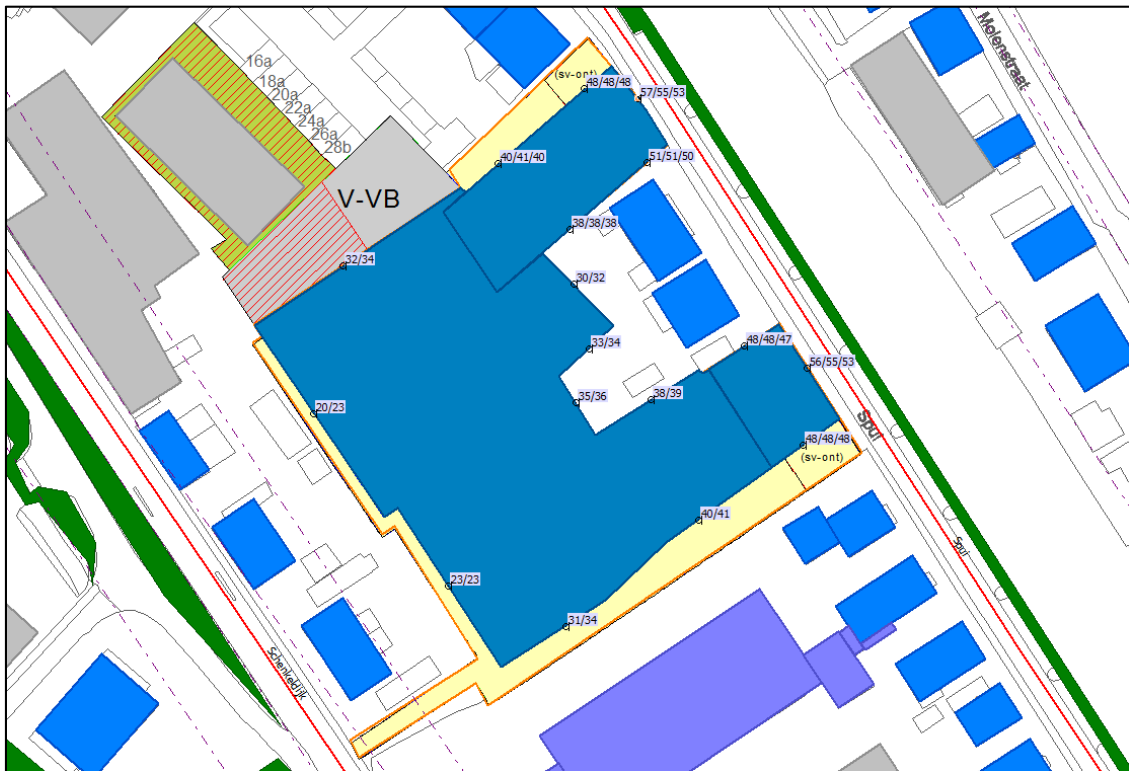 Molenstraat
16a
18a
20a
22a
24a
26a
28b
(sv-ont)
48/48/48
57/55/53
40/41/40
51/51/50
V-VB
38/38/38
32/34
30/32
33/34
48/48/47
56/55/53
35/36
38/39
20/23
Spui
48/48/48
(sv-ont)
40/41
Spui
23/23
31/34
Schenkeldijk